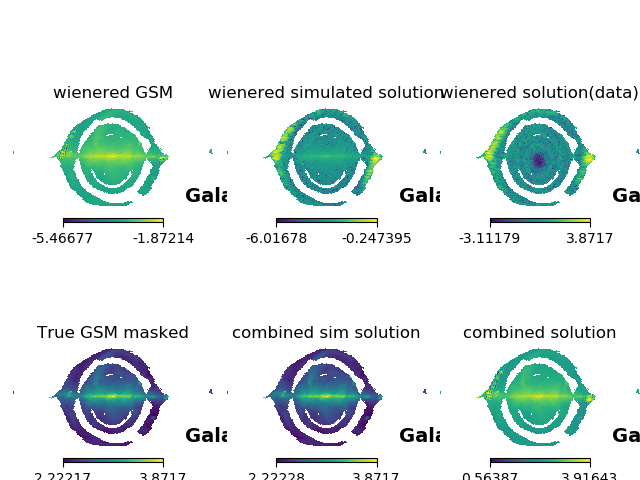 wienered GSM
wienered simulated solution
wienered solution(data)
Gala
Gala
Ga
-5.46677 -1.87214
-6.01678 -0.247395
-3.11179 3.8717
True GSM masked
combined sim solution
combined solution
Gala
Gala
Ga
2.22217 3.8717
2.22228 3.8717
0.56387 3.91643